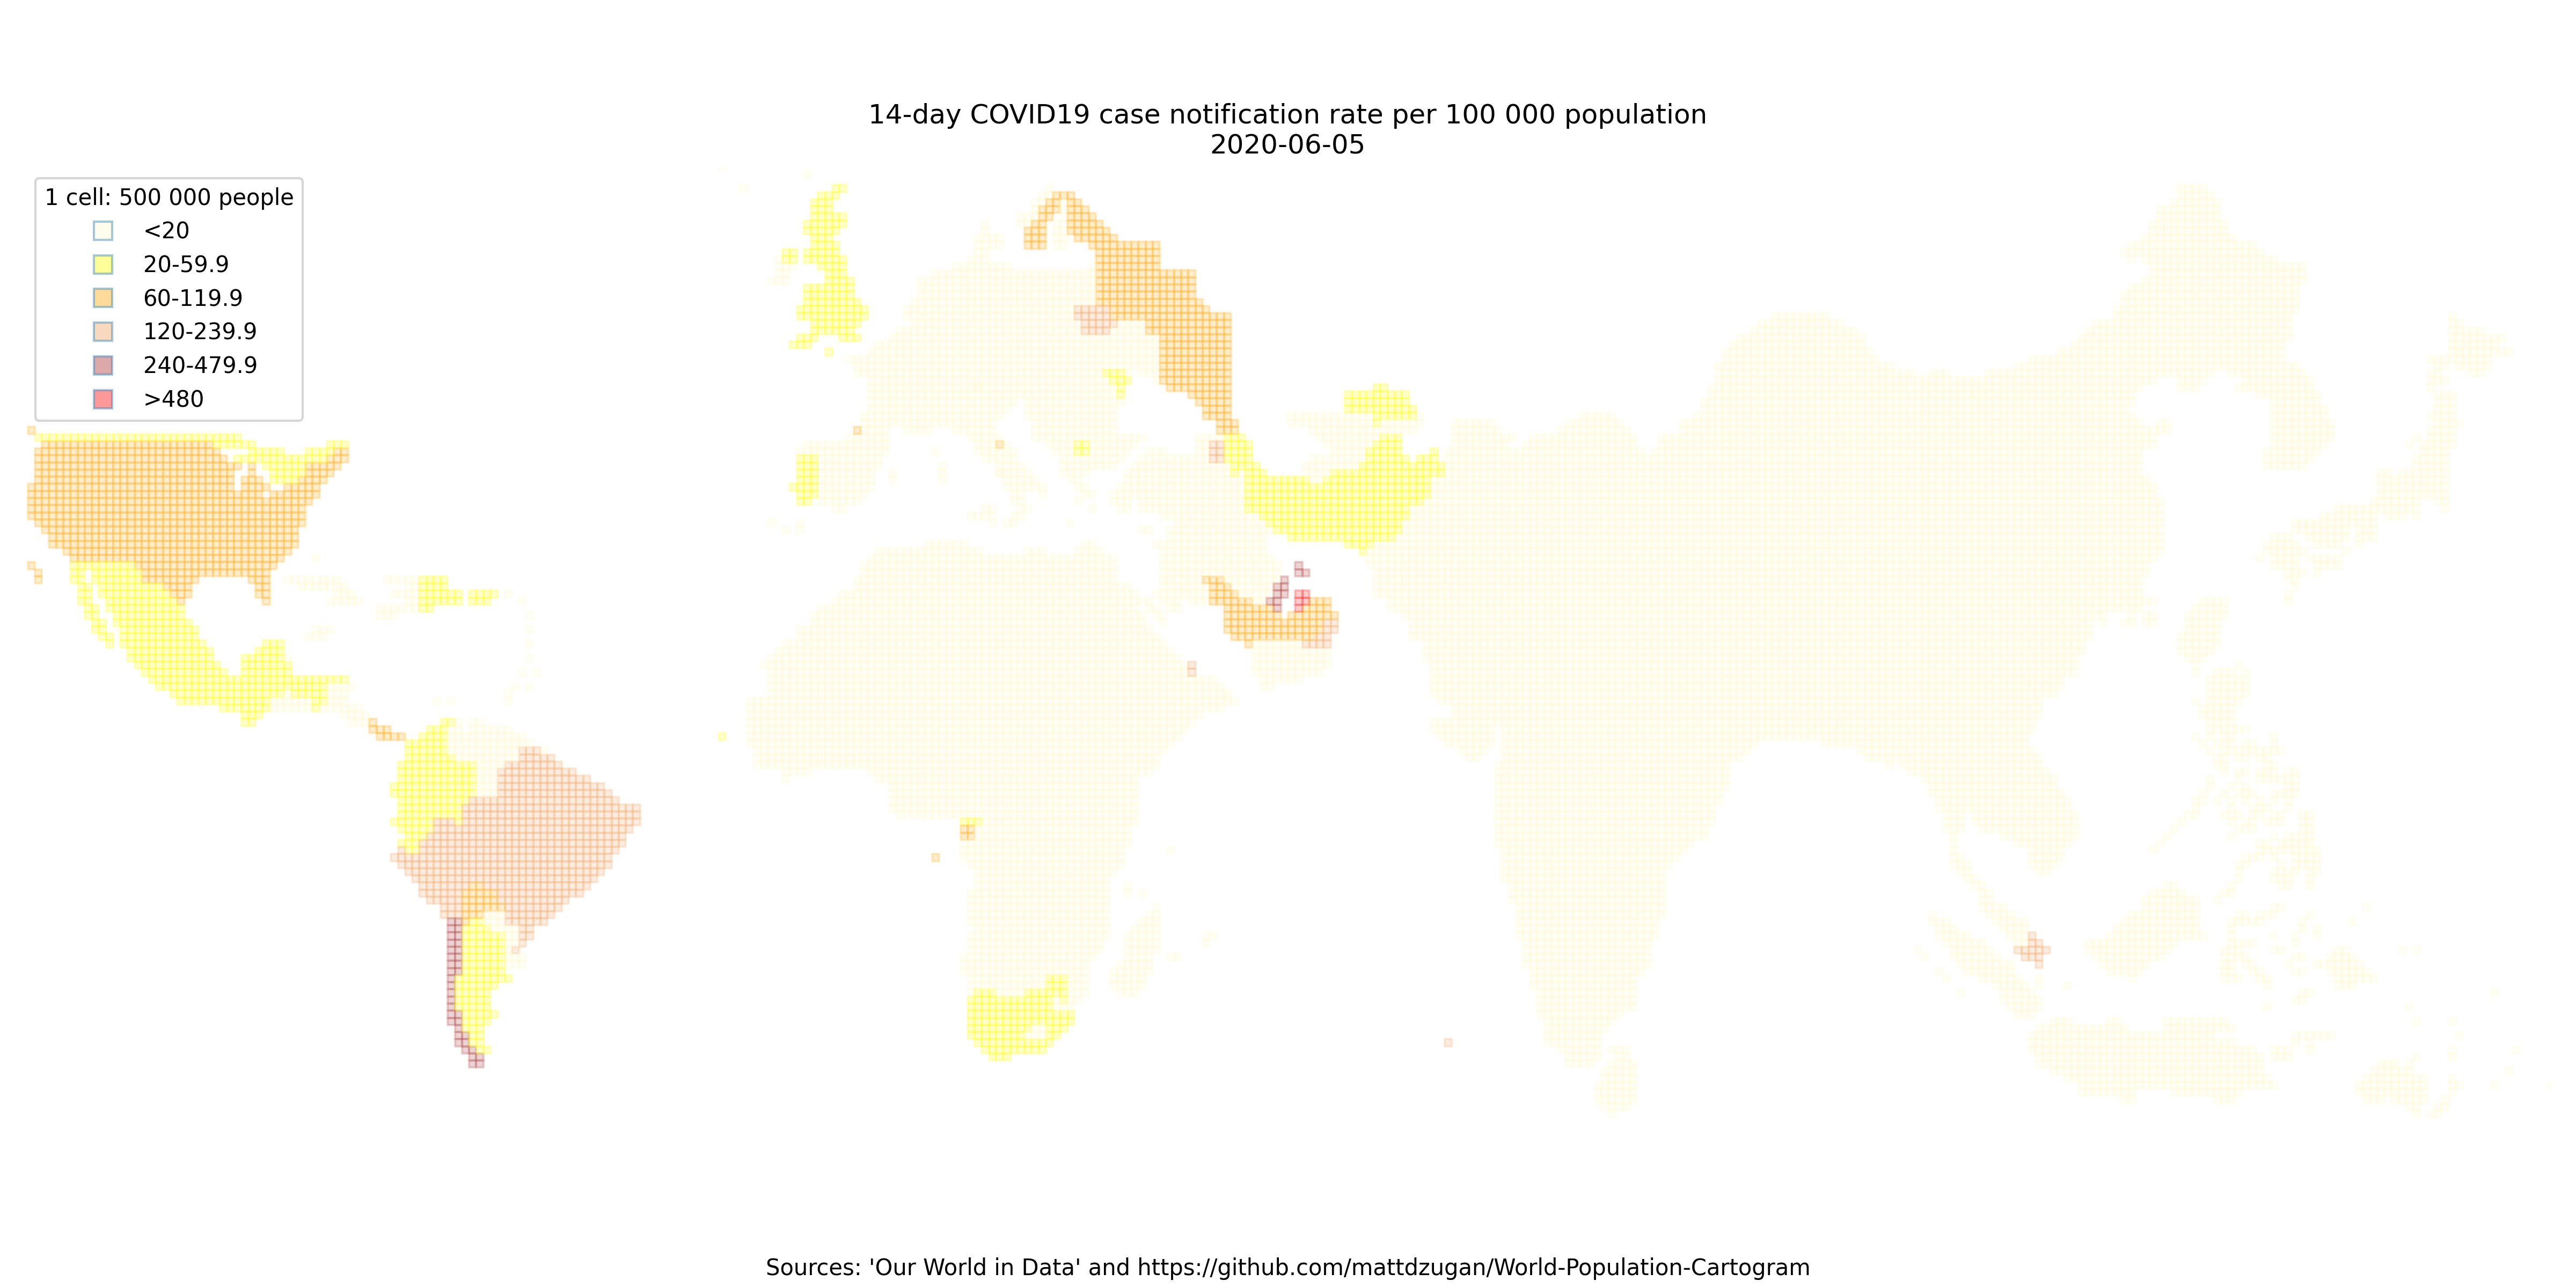 14-day COVID19 case notification rate per 100 000 population
2020-06-05
1 cell: 500 000 people
<20
20-59.9
60-119.9
120-239.9
240-479.9
>480
Sources: 'Our World in Data' and https://github.com/mattdzugan/World-Population-Cartogram